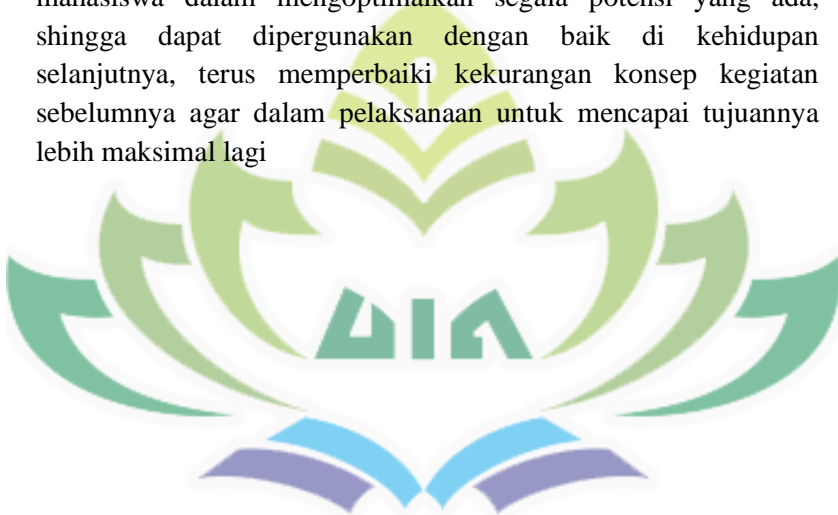 mahasiswa dalam mengoptimalkan segala potensi yang ada,
shingga dapat dipergunakan dengan baik di kehidupan
selanjutnya, terus memperbaiki kekurangan konsep kegiatan
sebelumnya agar dalam pelaksanaan untuk mencapai tujuannya
lebih maksimal lagi